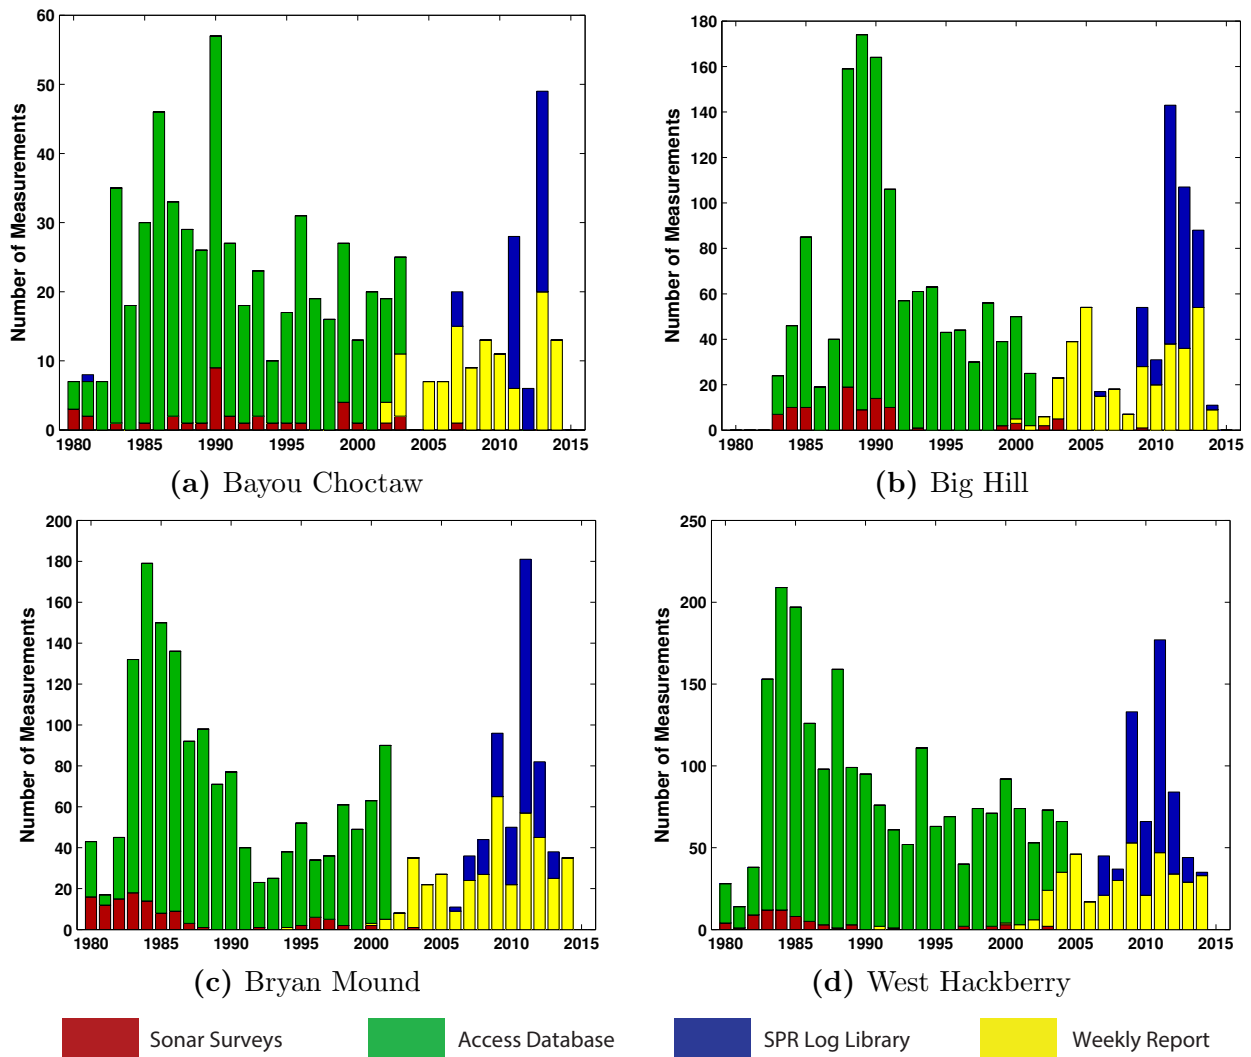 60
50
40
30
20
10
0
Number of Measurements
1980 1985 1990 1995 2000 2005 2010 2015
(a) Bayou Choctaw
180
160
140
120
100
80
60
40
20
0
Number of Measurements
1980 1985 1990 1995 2000 2005 2010 2015
(b) Big Hill
200
180
160
140
120
100
80
60
40
20
0
Number of Measurements
1980 1985 1990 1995 2000 2005 2010 2015
(c) Bryan Mound
250
200
150
100
50
0
Number of Measurements
1980 1985 1990 1995 2000 2005 2010 2015
(d) West Hackberry
Sonar Surveys Access Database SPR Log Library Weekly Report